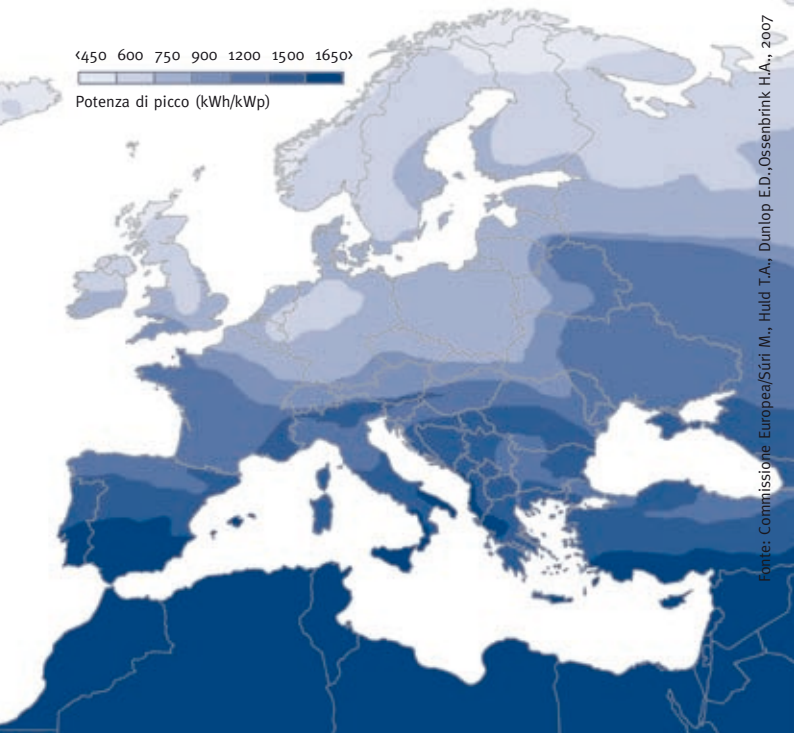 <450 600 750 900 1200 1500 1650>
Potenza di picco (kWh/kWp)
Fonte: Commissione Europea/Súri M., Huld T.A., Dunlop E.D.,Ossenbrink H.A., 2007